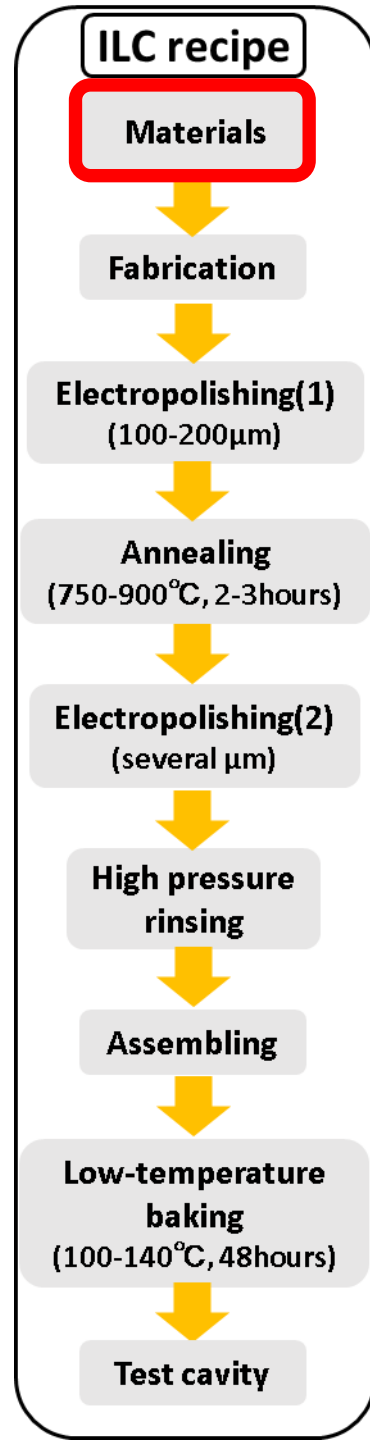 ILC recipe
Materials
Fabrication
Electropolishing(1)
(100-200μm)
Annealing
(750-900℃, 2-3hours)
Electropolishing(2)
(several μm)
High pressure
rinsing
Assembling
Low-temperature
baking
(100-140℃, 48hours)
Test cavity